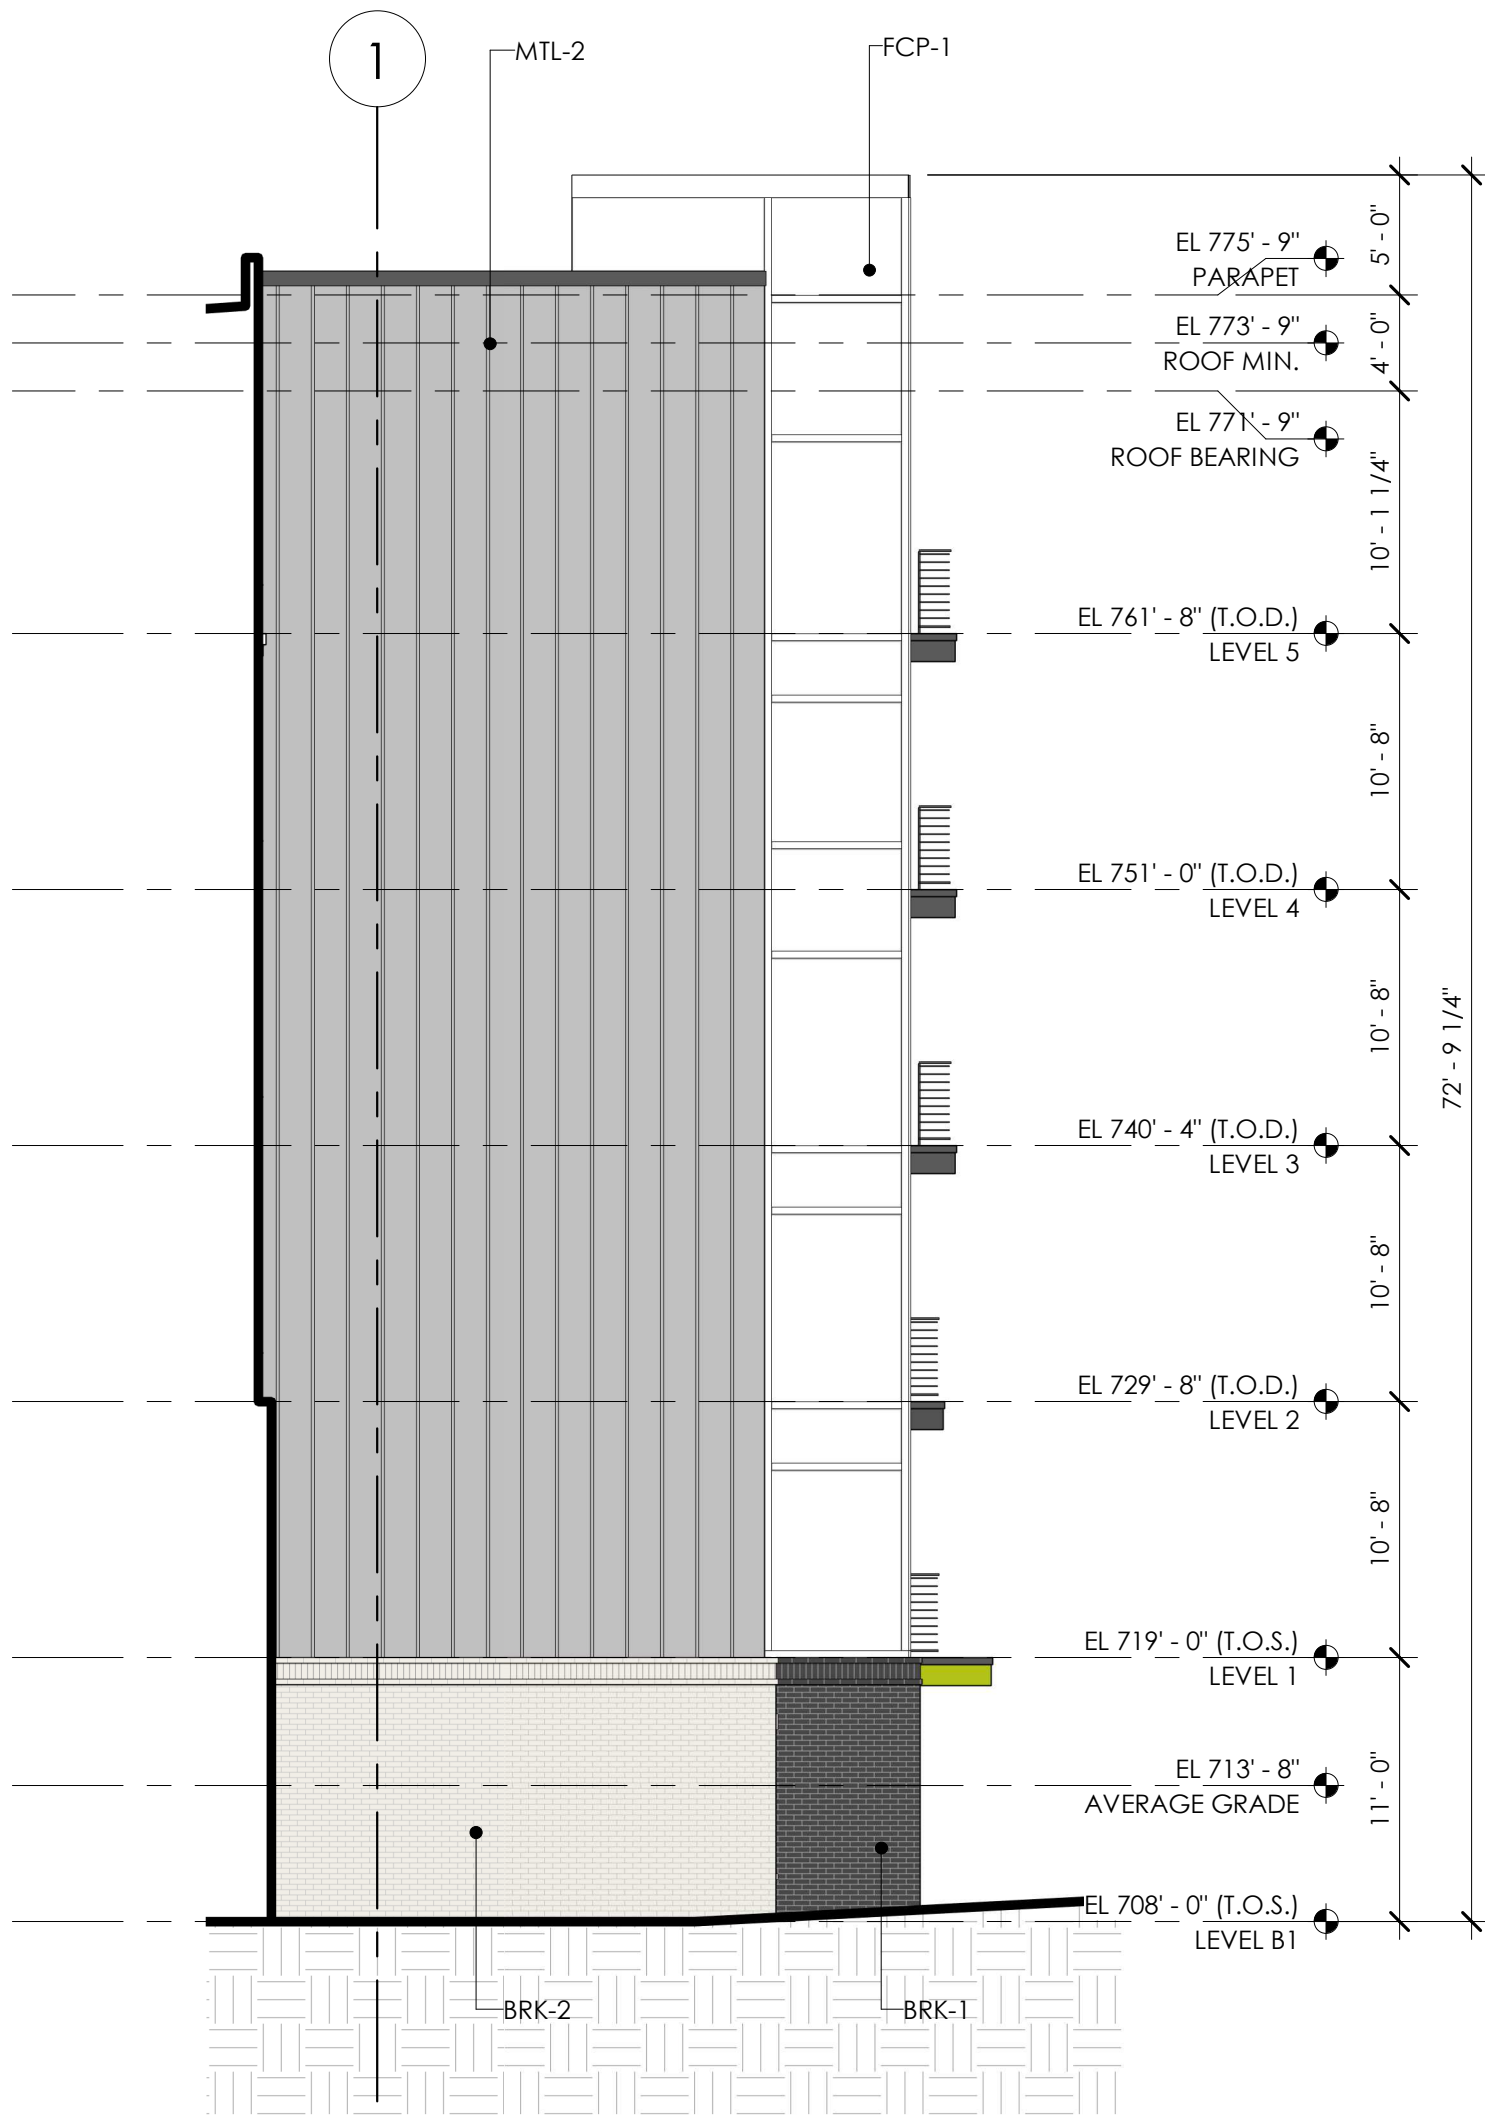 1
MTL-2
FCP-1
5' - 0"
EL 775' - 9"
PARAPET
EL 773' - 9"
ROOF MIN.
4' - 0"
EL 771' - 9"
ROOF BEARING
10' - 1 1/4"
EL 761' - 8" (T.O.D.)
LEVEL 5
10' - 8"
EL 751' - 0" (T.O.D.)
LEVEL 4
10' - 8"
72' - 9 1/4"
EL 740' - 4" (T.O.D.)
LEVEL 3
10' - 8"
EL 729' - 8" (T.O.D.)
LEVEL 2
10' - 8"
EL 719' - 0" (T.O.S.)
LEVEL 1
EL 713' - 8"
AVERAGE GRADE
11' - 0"
EL 708' - 0" (T.O.S.)
LEVEL B1
BRK-2
BRK-1